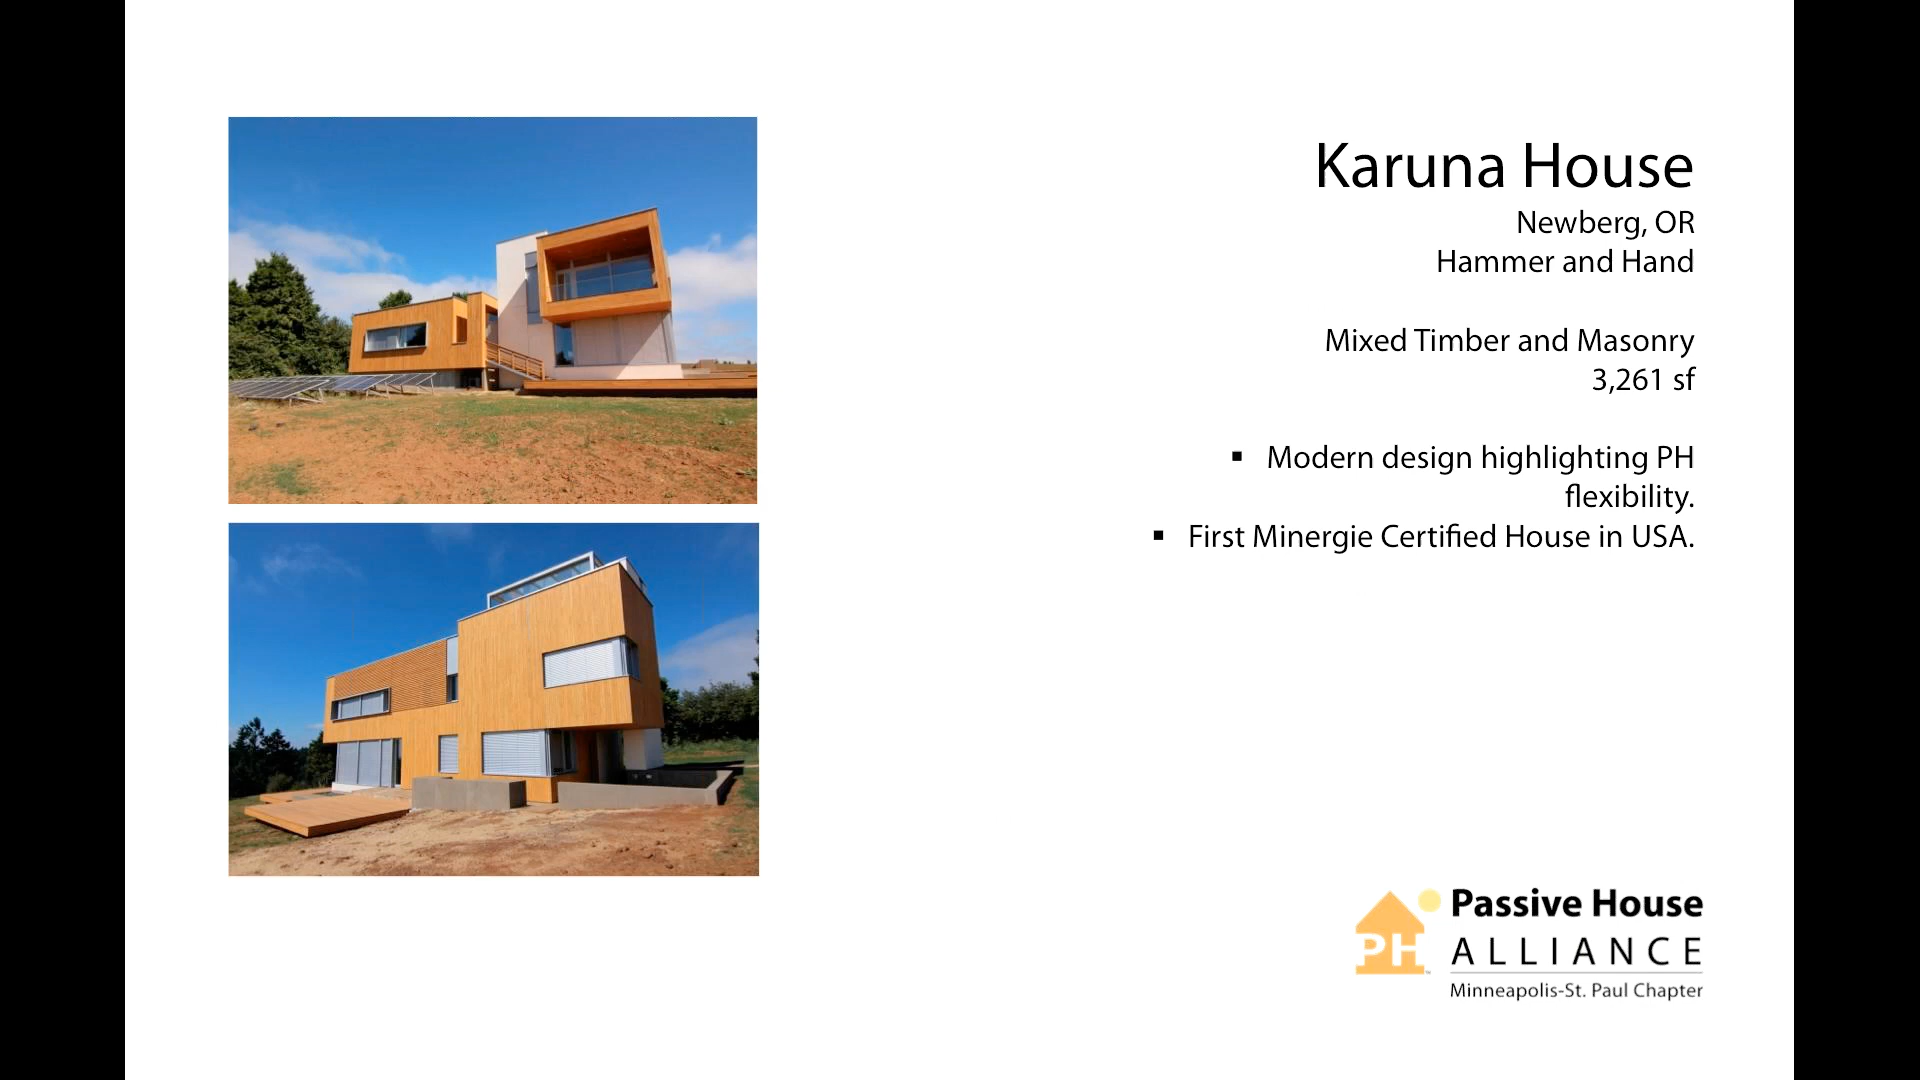 Karuna House
Newberg, OR
Hammer and Hand
Mixed Timber and Masonry
3,261 sf
▪ Modern design highlighting PH
flexibility.
▪ First Minergie Certified House in USA.
PH
Passive House
ALLIANCE
Minneapolis-St. Paul Chapter